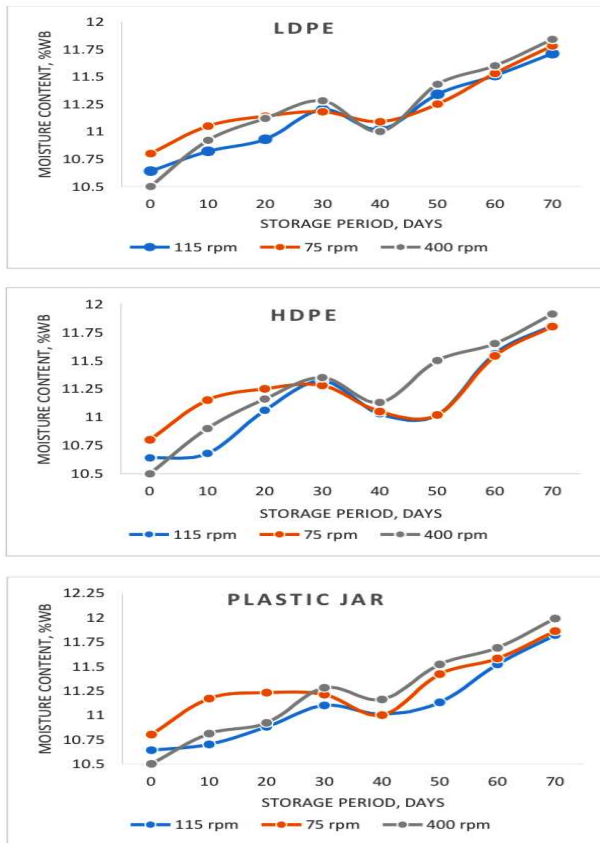 LDPE
MOISTURE CONTENT, %WB
12
11.75
11.5
11.25
11
10.75
10.5
0 10 20 30 40 50 60 70
STORAGE PERIOD, DAYS
115 rpm 75 rpm 400 rpm
HDPE
MOISTURE CONTENT, %WB
12
11.75
11.5
11.25
11
10.75
10.5
0 10 20 30 40 50 60 70
STORAGE PERIOD, DAYS
115 rpm 75 rpm 400 rpm
PLASTIC JAR
MOISTURE CONTENT, %WB
12.25
12
11.75
11.5
11.25
11
10.75
10.5
0 10 20 30 40 50 60 70
STORAGE PERIOD, DAYS
115 rpm 75 rpm 400 rpm